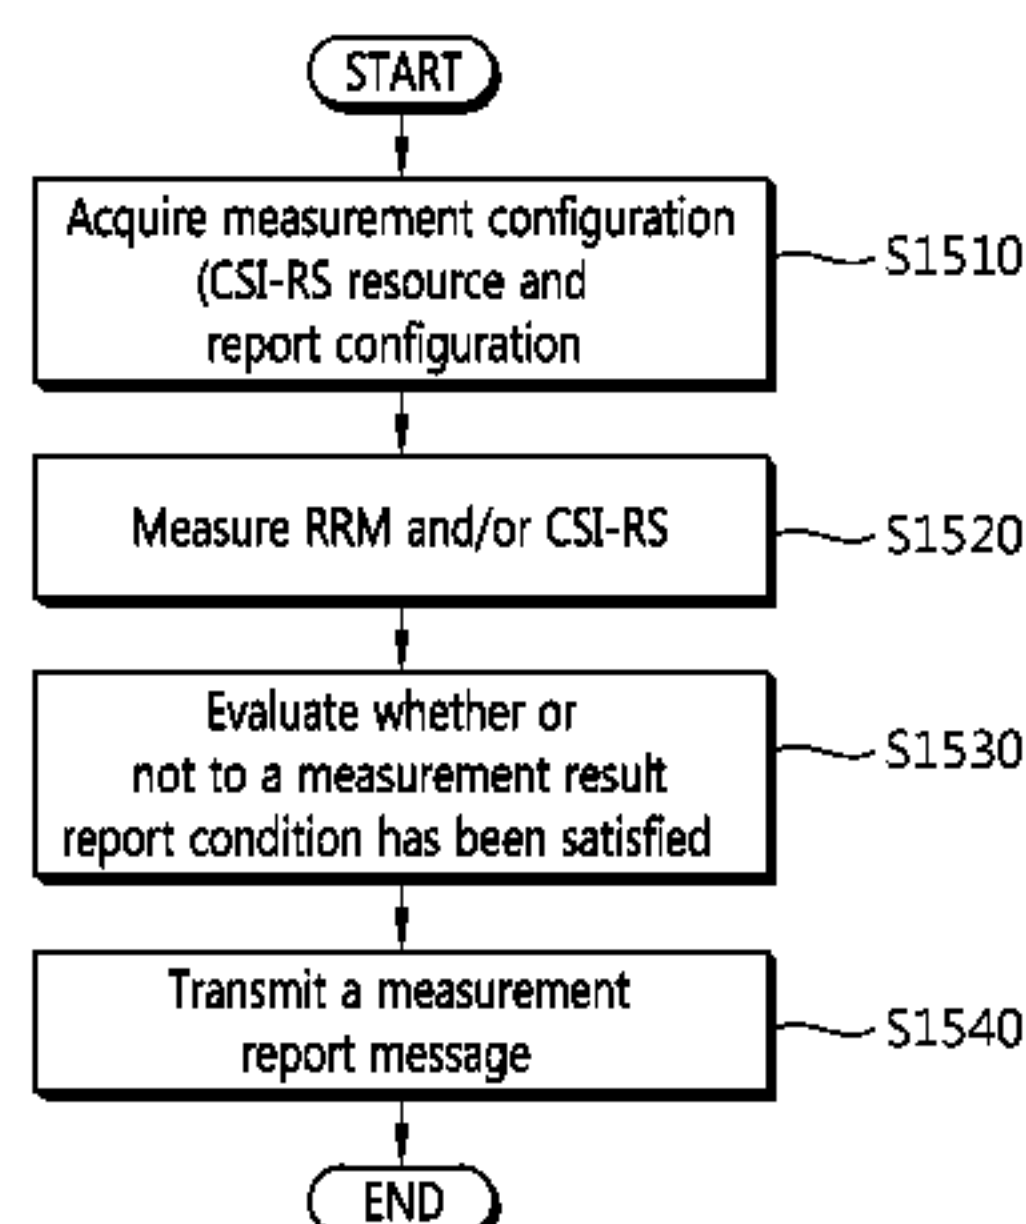 START
Acquire measurement configuration
(CSI-RS resource and
report configuration
S1510
Measure RRM and/or CSI-RS
S1520
Evaluate whether or
not to a measurement result
report condition has been satisfied
S1530
Transmit a measurement
report message
S1540
END